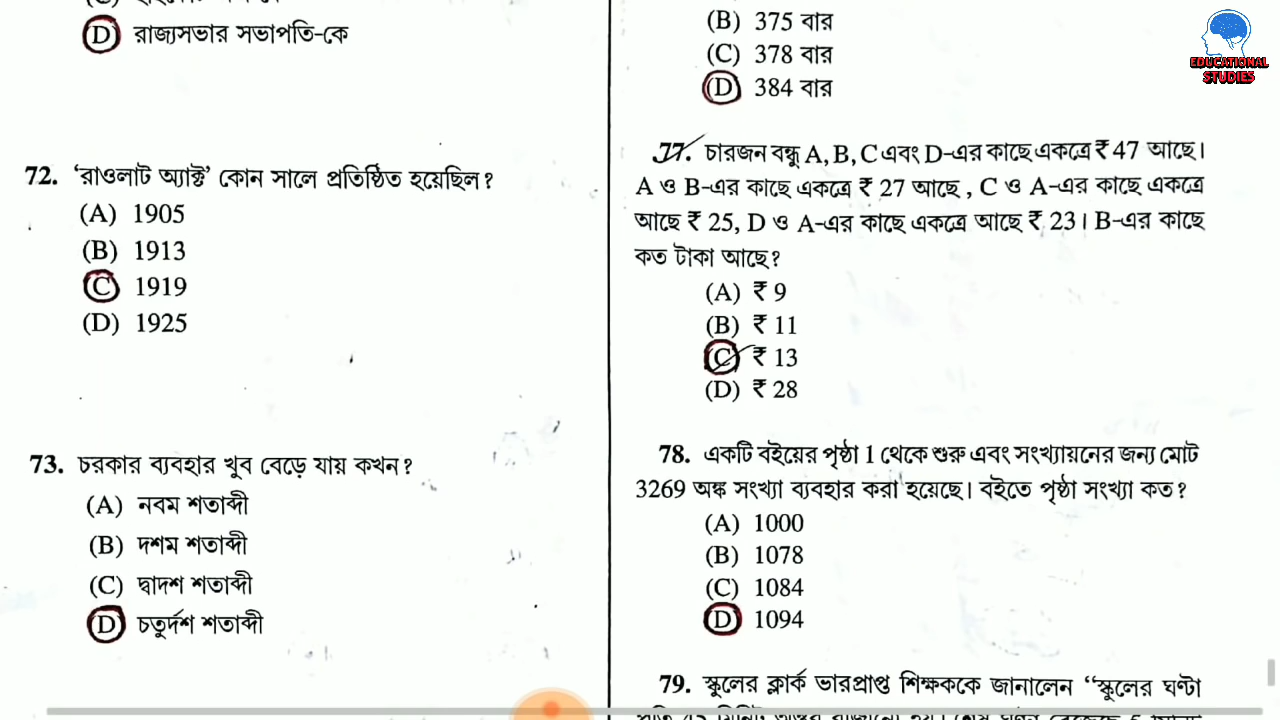 (D) রাজ্যসভার সভাপতি-কে
72. ‘রাওলাট অ্যাক্ট’ কোন সালে প্রতিষ্ঠিত হয়েছিল?
(A) 1905
(B) 1913
(C) 1919
(D) 1925
73. চরকার ব্যবহার খুব বেড়ে যায় কখন?
(A) নবম শতাব্দী
(B) দশম শতাব্দী
(C) দ্বাদশ শতাব্দী
(D) চতুর্দশ শতাব্দী
(B) 375 বার
(C) 378 বার
(D) 384 বার
77. চারজন বন্ধু A, B, C এবং D-এর কাছে একত্রে ₹ 47 আছে।
A ও B-এর কাছে একত্রে ₹ 27 আছে, C ও A-এর কাছে একত্রে
আছে ₹ 25, D ও A-এর কাছে একত্রে আছে ₹ 23। B-এর কাছে
কত টাকা আছে?
(A) ₹ 9
(B) ₹ 11
(C) ₹ 13
(D) ₹ 28
78. একটি বইয়ের পৃষ্ঠা 1 থেকে শুরু এবং সংখ্যায়নের জন্য মোট
3269 অঙ্ক সংখ্যা ব্যবহার করা হয়েছে। বইতে পৃষ্ঠা সংখ্যা কত?
(A) 1000
(B) 1078
(C) 1084
(D) 1094
79. স্কুলের ক্লার্ক ভারপ্রাপ্ত শিক্ষককে জানালেন “স্কুলের ঘণ্টা
EDUCATIONAL
STUDIES